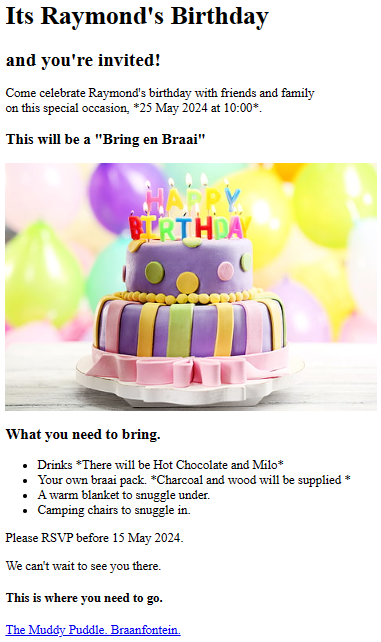 Its Raymond's Birthday
and you're invited!
Come celebrate Raymond's birthday with friends and family
on this special occasion, *25 May 2024 at 10:00*.
This will be a "Bring en Braai"
HAPPY
BIRTHDAY
What you need to bring.
Drinks *There will be Hot Chocolate and Milo*
Your own braai pack. *Charcoal and wood will be supplied *
A warm blanket to snuggle under.
Camping chairs to snuggle in.
Please RSVP before 15 May 2024.
We can't wait to see you there.
This is where you need to go.
The Muddy Puddle. Braanfontein.